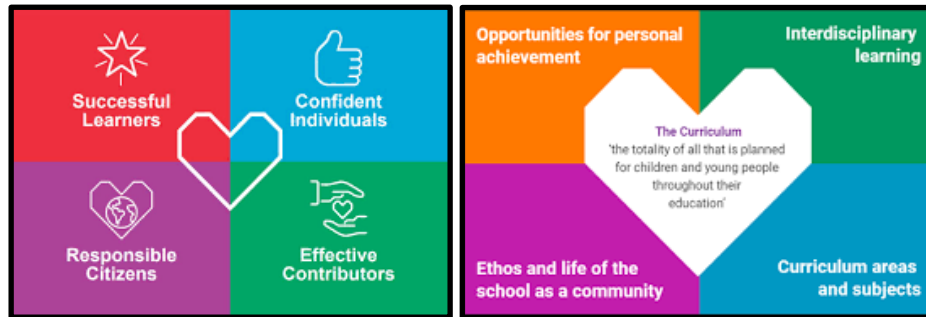 Successful
Learners
Confident
Individuals
Responsible
Citizens
Effective
Contributors
Opportunities for personal
achievement
Interdisciplinary
learning
The Curriculum
'the totality of all that is planned
for children and young people
throughout their
education'
Ethos and life of the
school as a community
Curriculum areas
and subjects